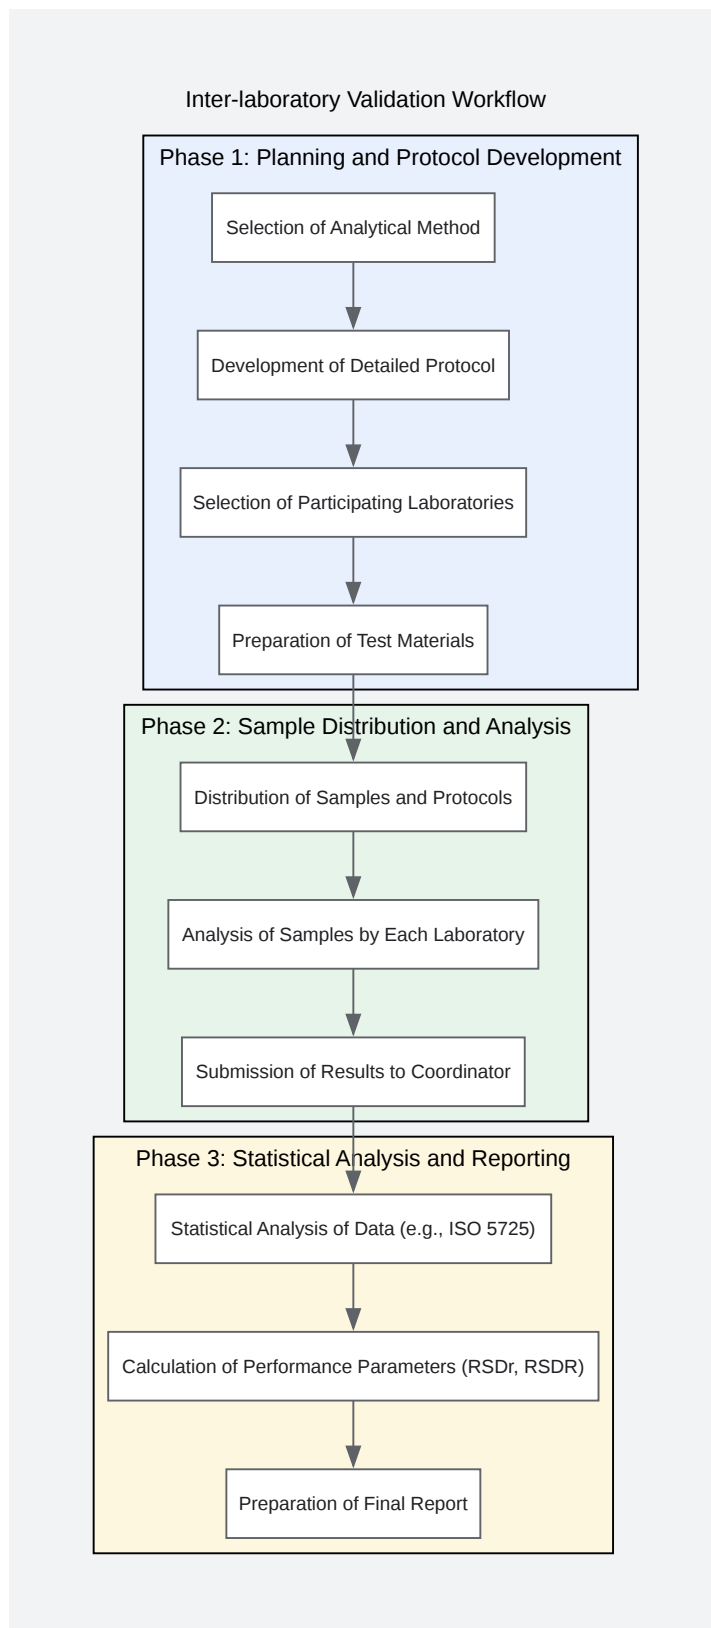 Inter-laboratory Validation Workflow
Phase 1: Planning and Protocol Development
Selection of Analytical Method
Development of Detailed Protocol
Selection of Participating Laboratories
Preparation of Test Materials
Phase 2: Sample Distribution and Analysis
Distribution of Samples and Protocols
Analysis of Samples by Each Laboratory
Submission of Results to Coordinator
Phase 3: Statistical Analysis and Reporting
Statistical Analysis of Data (e.g., ISO 5725)
Calculation of Performance Parameters (RSDr, RSDR)
Preparation of Final Report